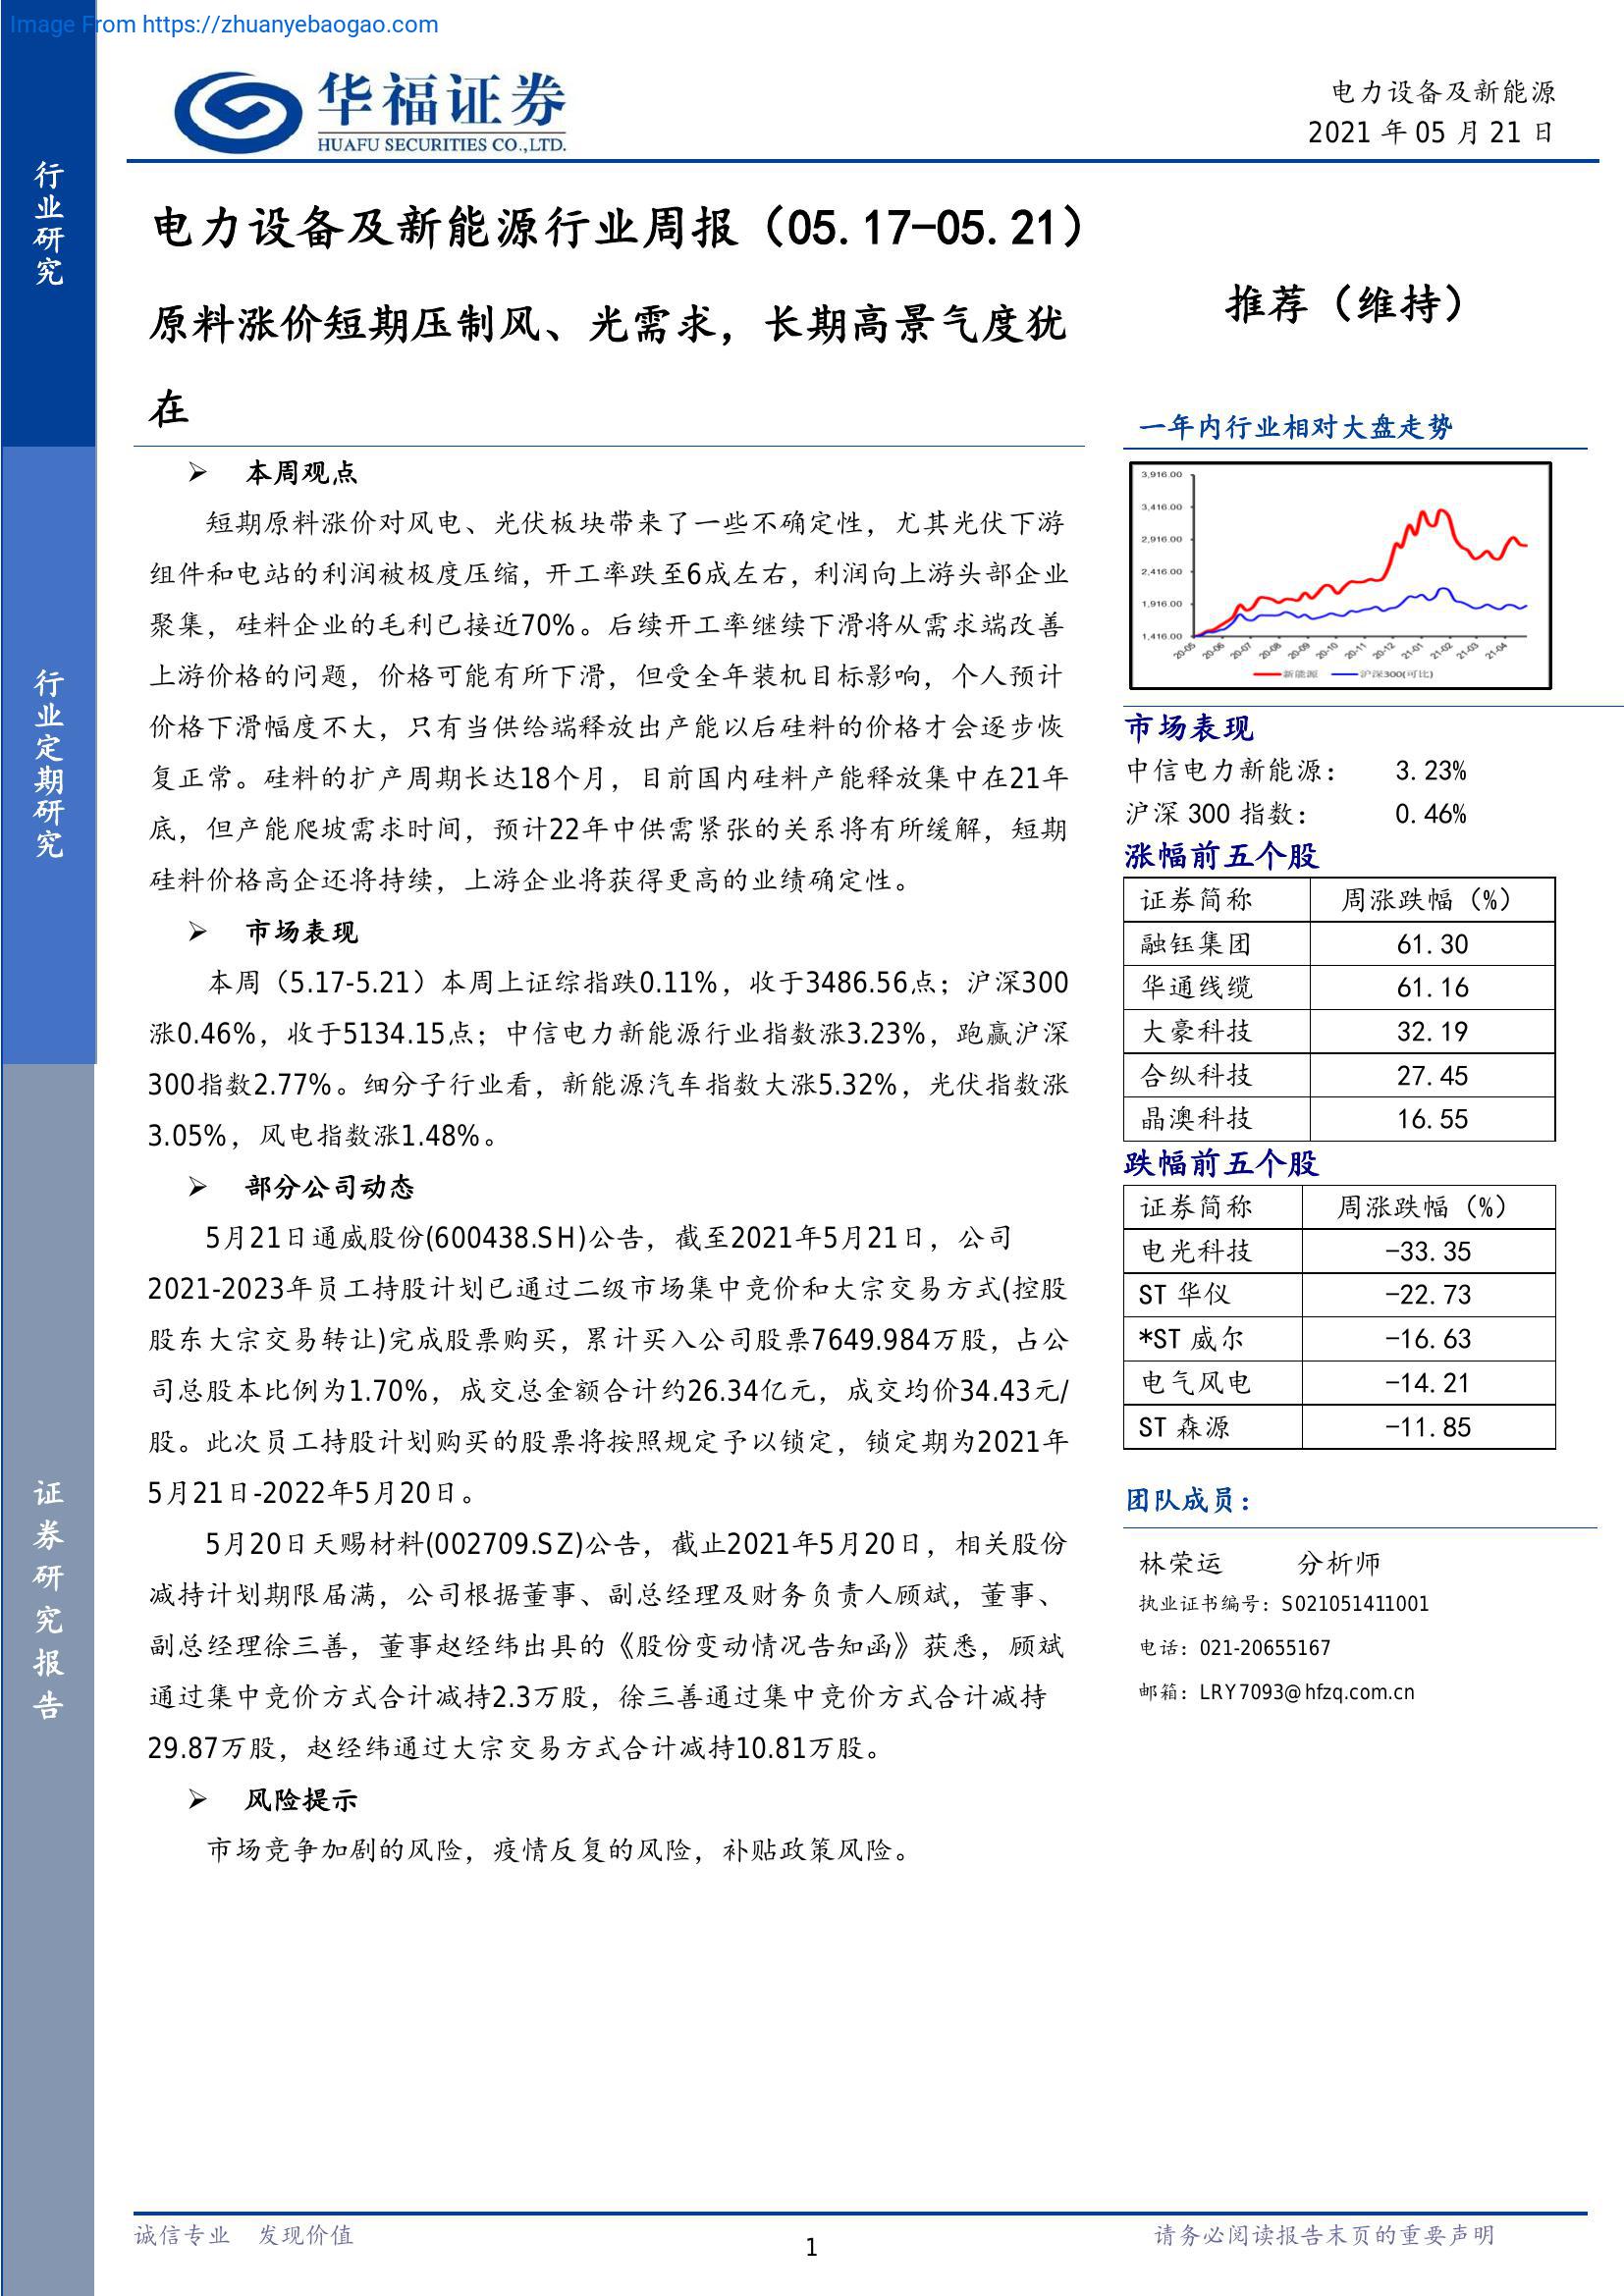 Image From https://zhuanyebaogao.com
华福证券
HUAFU SECURITIES CO.,LTD.
电力设备及新能源
2021 年 05 月 21 日
行业研究
行业定期研究
证券研究报告
电力设备及新能源行业周报（05.17-05.21）
原料涨价短期压制风、光需求，长期高景气度犹
在
推荐（维持）
➢ 本周观点
短期原料涨价对风电、光伏板块带来了一些不确定性，尤其光伏下游
组件和电站的利润被极度压缩，开工率跌至6成左右，利润向上游头部企业
聚集，硅料企业的毛利已接近70%。后续开工率继续下滑将从需求端改善
上游价格的问题，价格可能有所下滑，但受全年装机目标影响，个人预计
价格下滑幅度不大，只有当供给端释放出产能以后硅料的价格才会逐步恢
复正常。硅料的扩产周期长达18个月，目前国内硅料产能释放集中在21年
底，但产能爬坡需求时间，预计22年中供需紧张的关系将有所缓解，短期
硅料价格高企还将持续，上游企业将获得更高的业绩确定性。
➢ 市场表现
本周（5.17-5.21）本周上证综指跌0.11%，收于3486.56点；沪深300
涨0.46%，收于5134.15点；中信电力新能源行业指数涨3.23%，跑赢沪深
300指数2.77%。细分子行业看，新能源汽车指数大涨5.32%，光伏指数涨
3.05%，风电指数涨1.48%。
➢ 部分公司动态
5月21日通威股份(600438.SH)公告，截至2021年5月21日，公司
2021-2023年员工持股计划已通过二级市场集中竞价和大宗交易方式(控股
股东大宗交易转让)完成股票购买，累计买入公司股票7649.984万股，占公
司总股本比例为1.70%，成交总金额合计约26.34亿元，成交均价34.43元/
股。此次员工持股计划购买的股票将按照规定予以锁定，锁定期为2021年
5月21日-2022年5月20日。
5月20日天赐材料(002709.SZ)公告，截止2021年5月20日，相关股份
减持计划期限届满，公司根据董事、副总经理及财务负责人顾斌，董事、
副总经理徐三善，董事赵经纬出具的《股份变动情况告知函》获悉，顾斌
通过集中竞价方式合计减持2.3万股，徐三善通过集中竞价方式合计减持
29.87万股，赵经纬通过大宗交易方式合计减持10.81万股。
➢ 风险提示
市场竞争加剧的风险，疫情反复的风险，补贴政策风险。
一年内行业相对大盘走势
3,916.00
3,416.00
2,916.00
2,416.00
1,916.00
1,416.00
20-05 20-06 20-07 20-08 20-09 20-10 20-11 20-12 21-01 21-02 21-03 21-04
新能源 沪深300(可比)
市场表现
中信电力新能源： 3.23%
沪深 300 指数： 0.46%
涨幅前五个股
证券简称 周涨跌幅（%）
融钰集团 61.30
华通线缆 61.16
大豪科技 32.19
合纵科技 27.45
晶澳科技 16.55
跌幅前五个股
证券简称 周涨跌幅（%）
电光科技 -33.35
ST 华仪 -22.73
*ST 威尔 -16.63
电气风电 -14.21
ST 森源 -11.85
团队成员：
林荣运 分析师
执业证书编号：S021051411001
电话：021-20655167
邮箱：LRY7093@hfzq.com.cn
诚信专业 发现价值
1
请务必阅读报告末页的重要声明